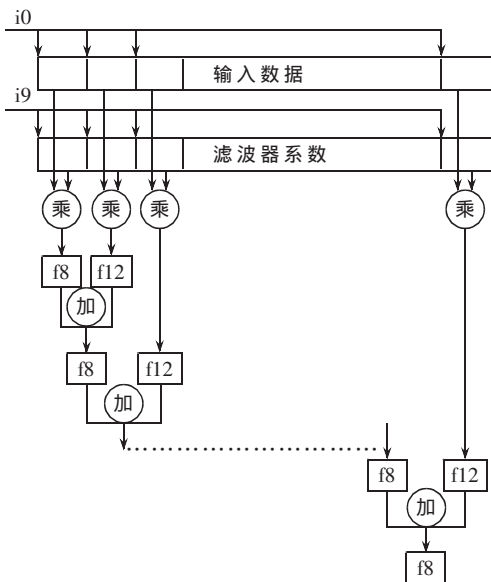 i0
输入数据
i9
滤波器系数
乘 乘 乘 乘
f8 f12
加
f8 f12
加
f8 f12
加
f8